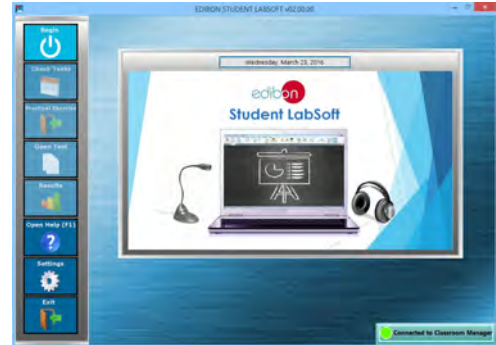 EDIBON STUDENT LABSOFT v02.00.00
Begin
Check Tasks
Practical Exercise
Open Text
Results
Open Help (F1)
Settings
Exit
Wednesday, March 23, 2016
edibon
Student LabSoft
Connected to Classroom Manager